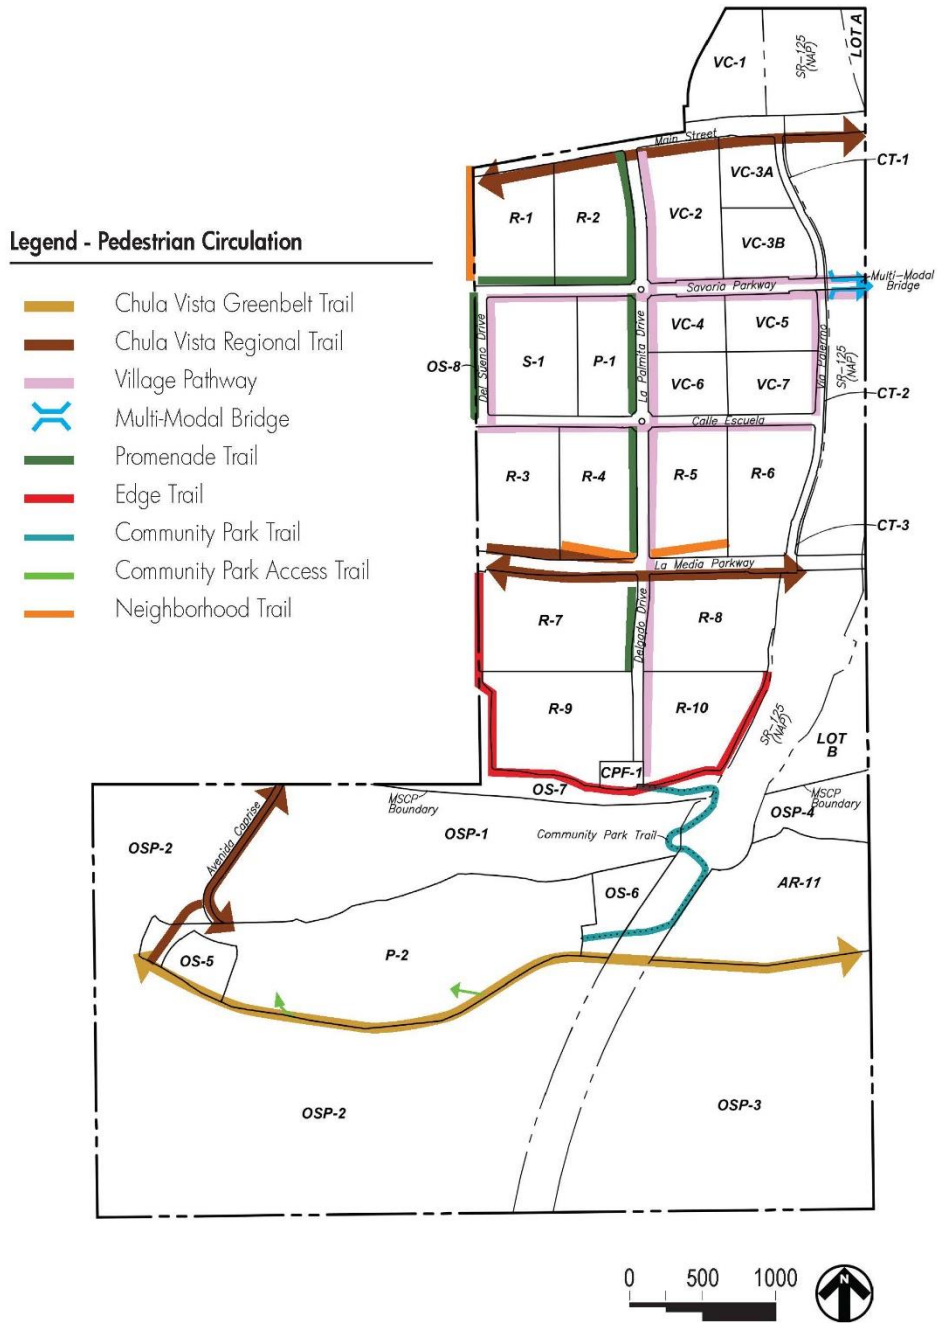 LOT A
VC-1
SR-125
(NAP)
Main Street
CT-1
VC-3A
R-1
R-2
VC-2
VC-3B
Legend - Pedestrian Circulation
Multi-Modal
Bridge
Savoria Parkway
Chula Vista Greenbelt Trail
Chula Vista Regional Trail
Village Pathway
Multi-Modal Bridge
Promenade Trail
Edge Trail
Community Park Trail
Community Park Access Trail
Neighborhood Trail
OS-8
Del Sueno Drive
S-1
P-1
La Palmita Drive
VC-4
VC-5
VC-6
VC-7
Via Palermo
SR-125
(NAP)
CT-2
Calle Escuela
R-3
R-4
R-5
R-6
CT-3
La Media Parkway
R-7
Delgado Drive
R-8
R-9
R-10
SR-125
(NAP)
LOT
B
CPF-1
OS-7
MSCP
Boundary
MSCP
Boundary
OSP-4
OSP-2
Avenida Caprise
OSP-1
Community Park Trail
AR-11
OS-6
OS-5
P-2
OSP-2
OSP-3
0 500 1000
N